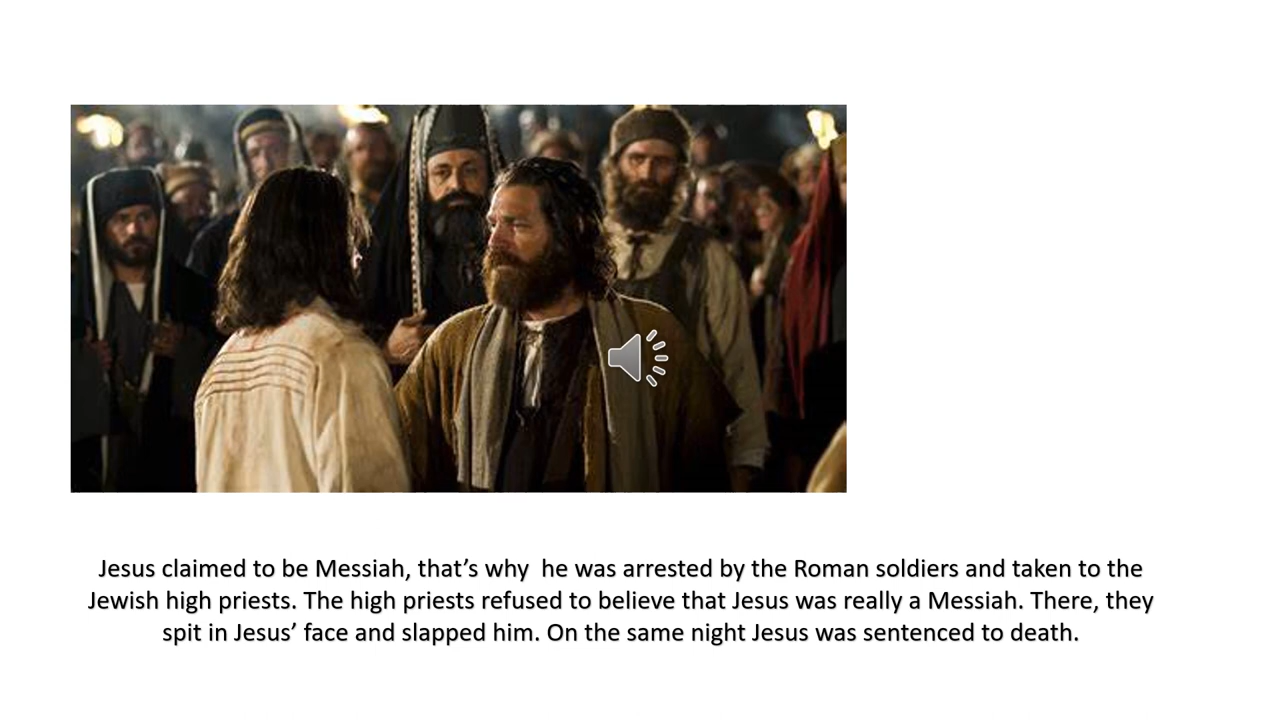 Jesus claimed to be Messiah, that’s why  he was arrested by the Roman soldiers and taken to the
Jewish high priests. The high priests refused to believe that Jesus was really a Messiah. There, they
spit in Jesus’ face and slapped him. On the same night Jesus was sentenced to death.